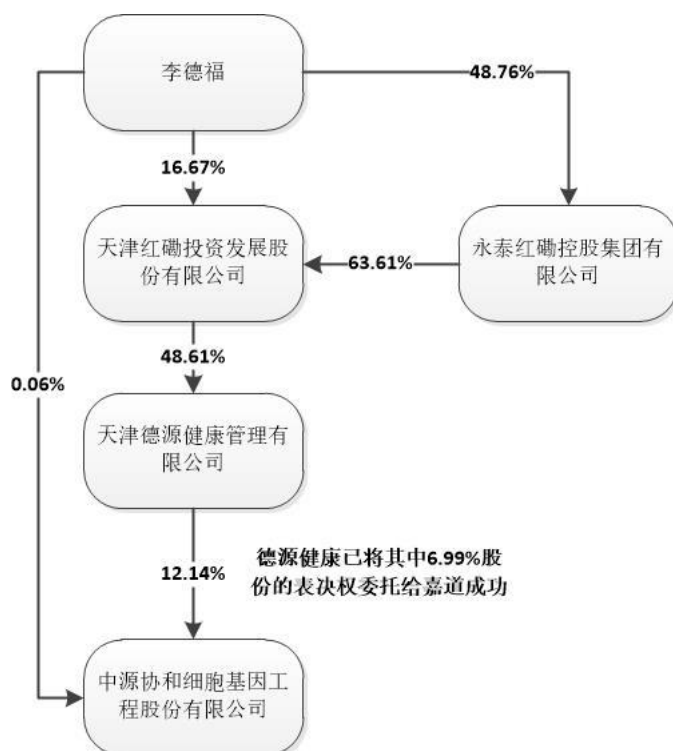 李德福
48.76%
16.67%
天津红磡投资发展股
份有限公司
63.61%
永泰红磡控股集团有
限公司
48.61%
0.06%
天津德源健康管理有
限公司
12.14%
德源健康已将其中6.99%股
份的表决权委托给嘉道成功
中源协和细胞基因工
程股份有限公司